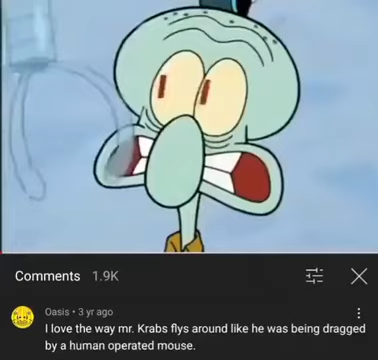 Comments 1.9K
Oasis • 3 yr ago
I love the way mr. Krabs flys around like he was being dragged
by a human operated mouse.